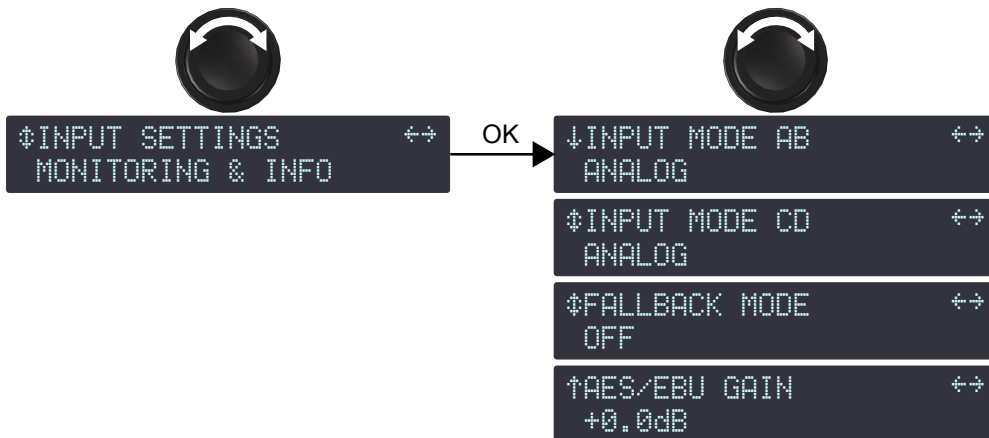 ↕INPUT SETTINGS ↔
MONITORING & INFO
OK
↓INPUT MODE AB ↔
ANALOG
↕INPUT MODE CD ↔
ANALOG
↕FALLBACK MODE ↔
OFF
↑AES/EBU GAIN ↔
+0.0dB